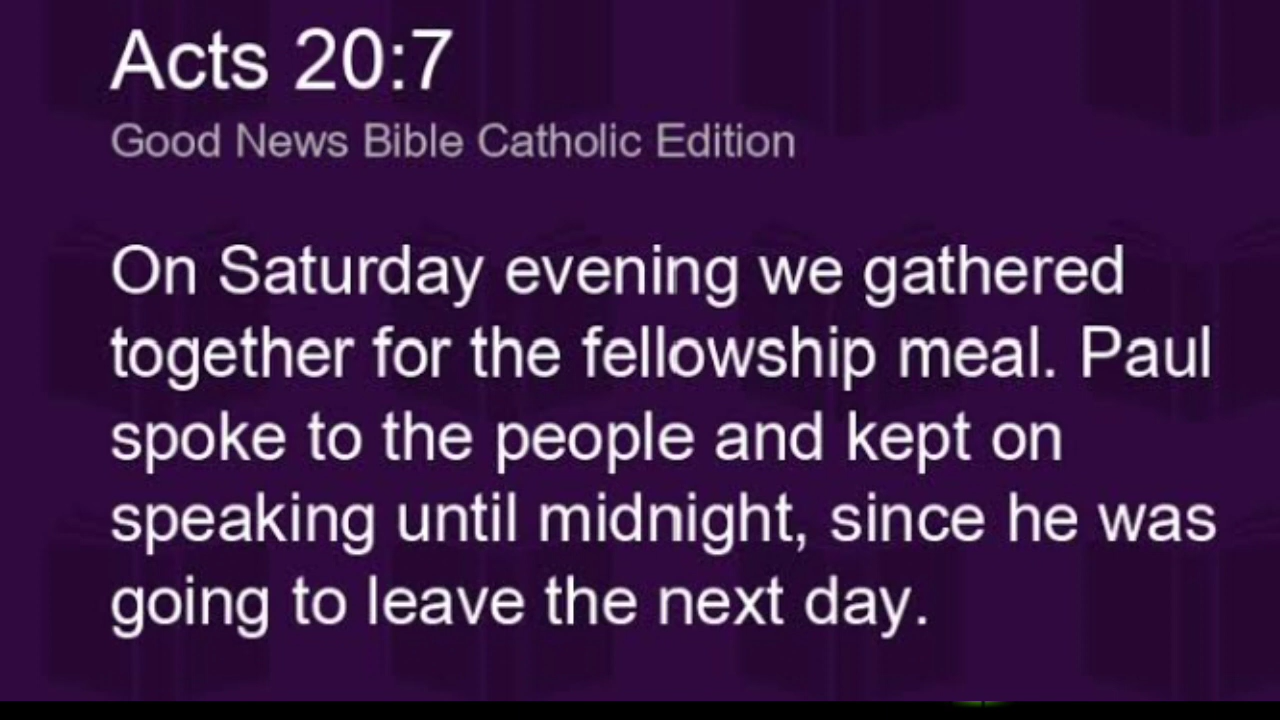 Acts 20:7
Good News Bible Catholic Edition
On Saturday evening we gathered
together for the fellowship meal. Paul
spoke to the people and kept on
speaking until midnight, since he was
going to leave the next day.